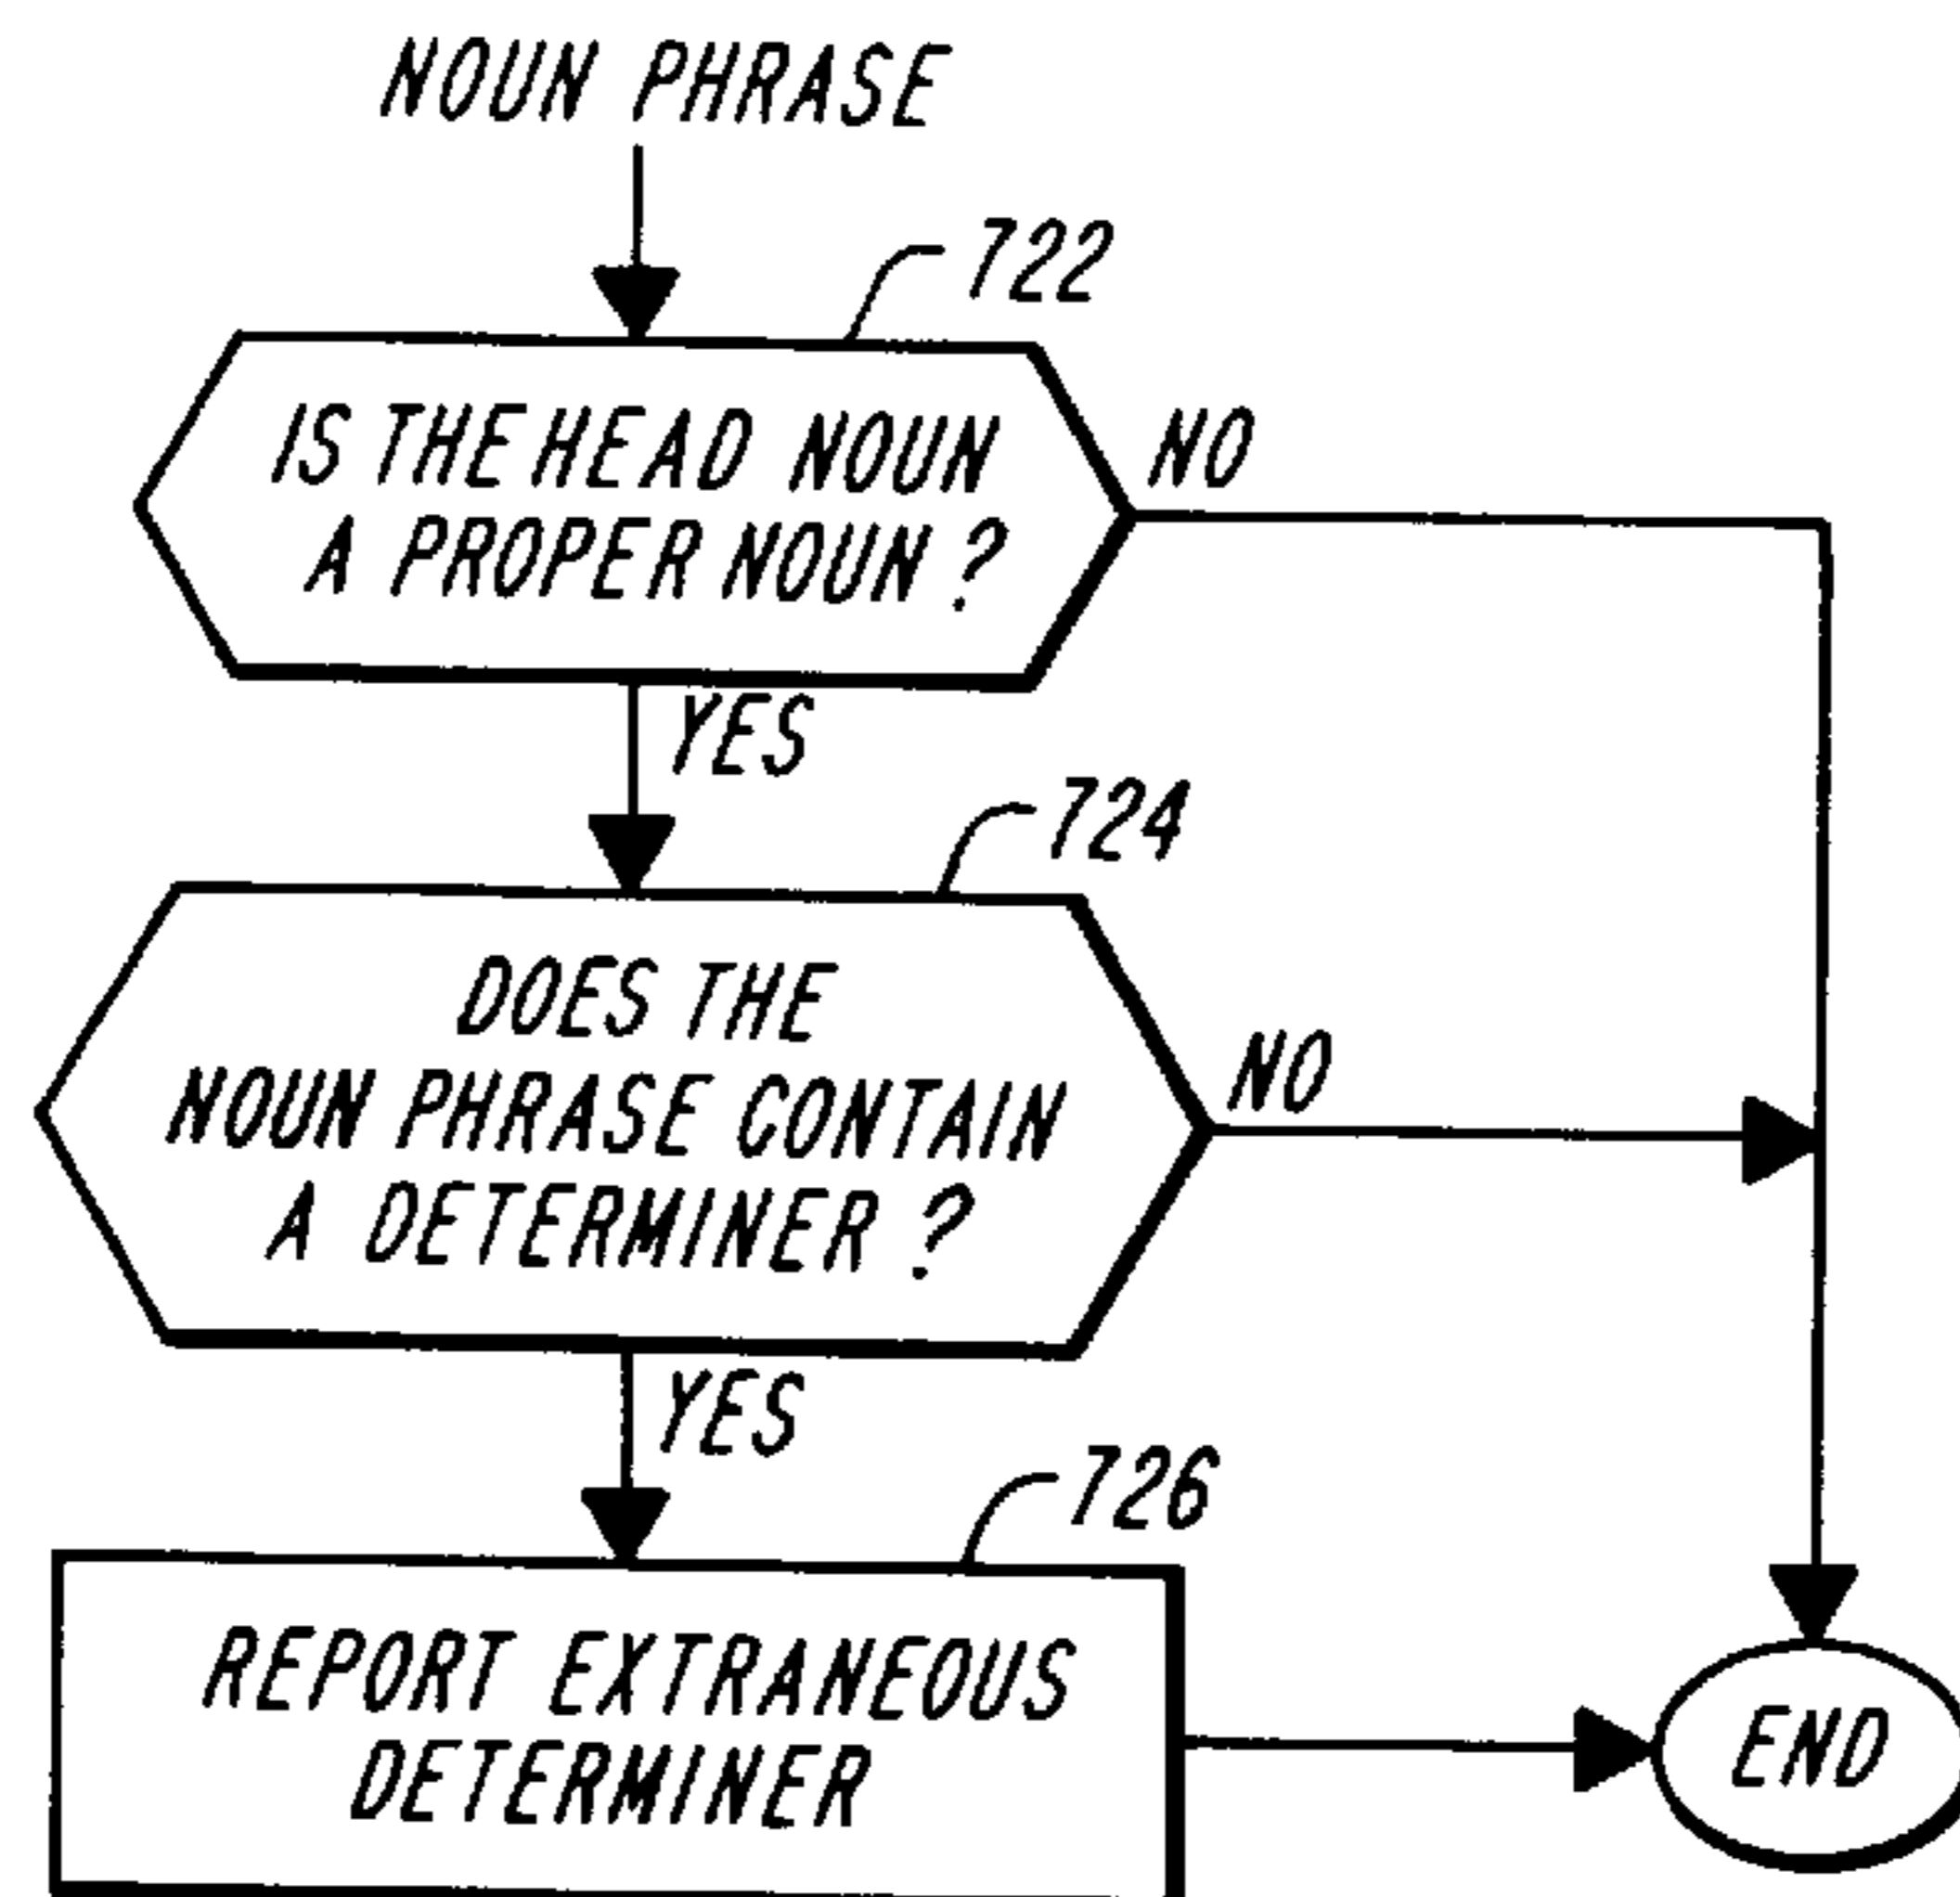 NOUN PHRASE
722
IS THE HEAD NOUN
A PROPER NOUN ?
NO
YES
724
DOES THE
NOUN PHRASE CONTAIN
A DETERMINER ?
NO
YES
726
REPORT EXTRANEOUS
DETERMINER
END